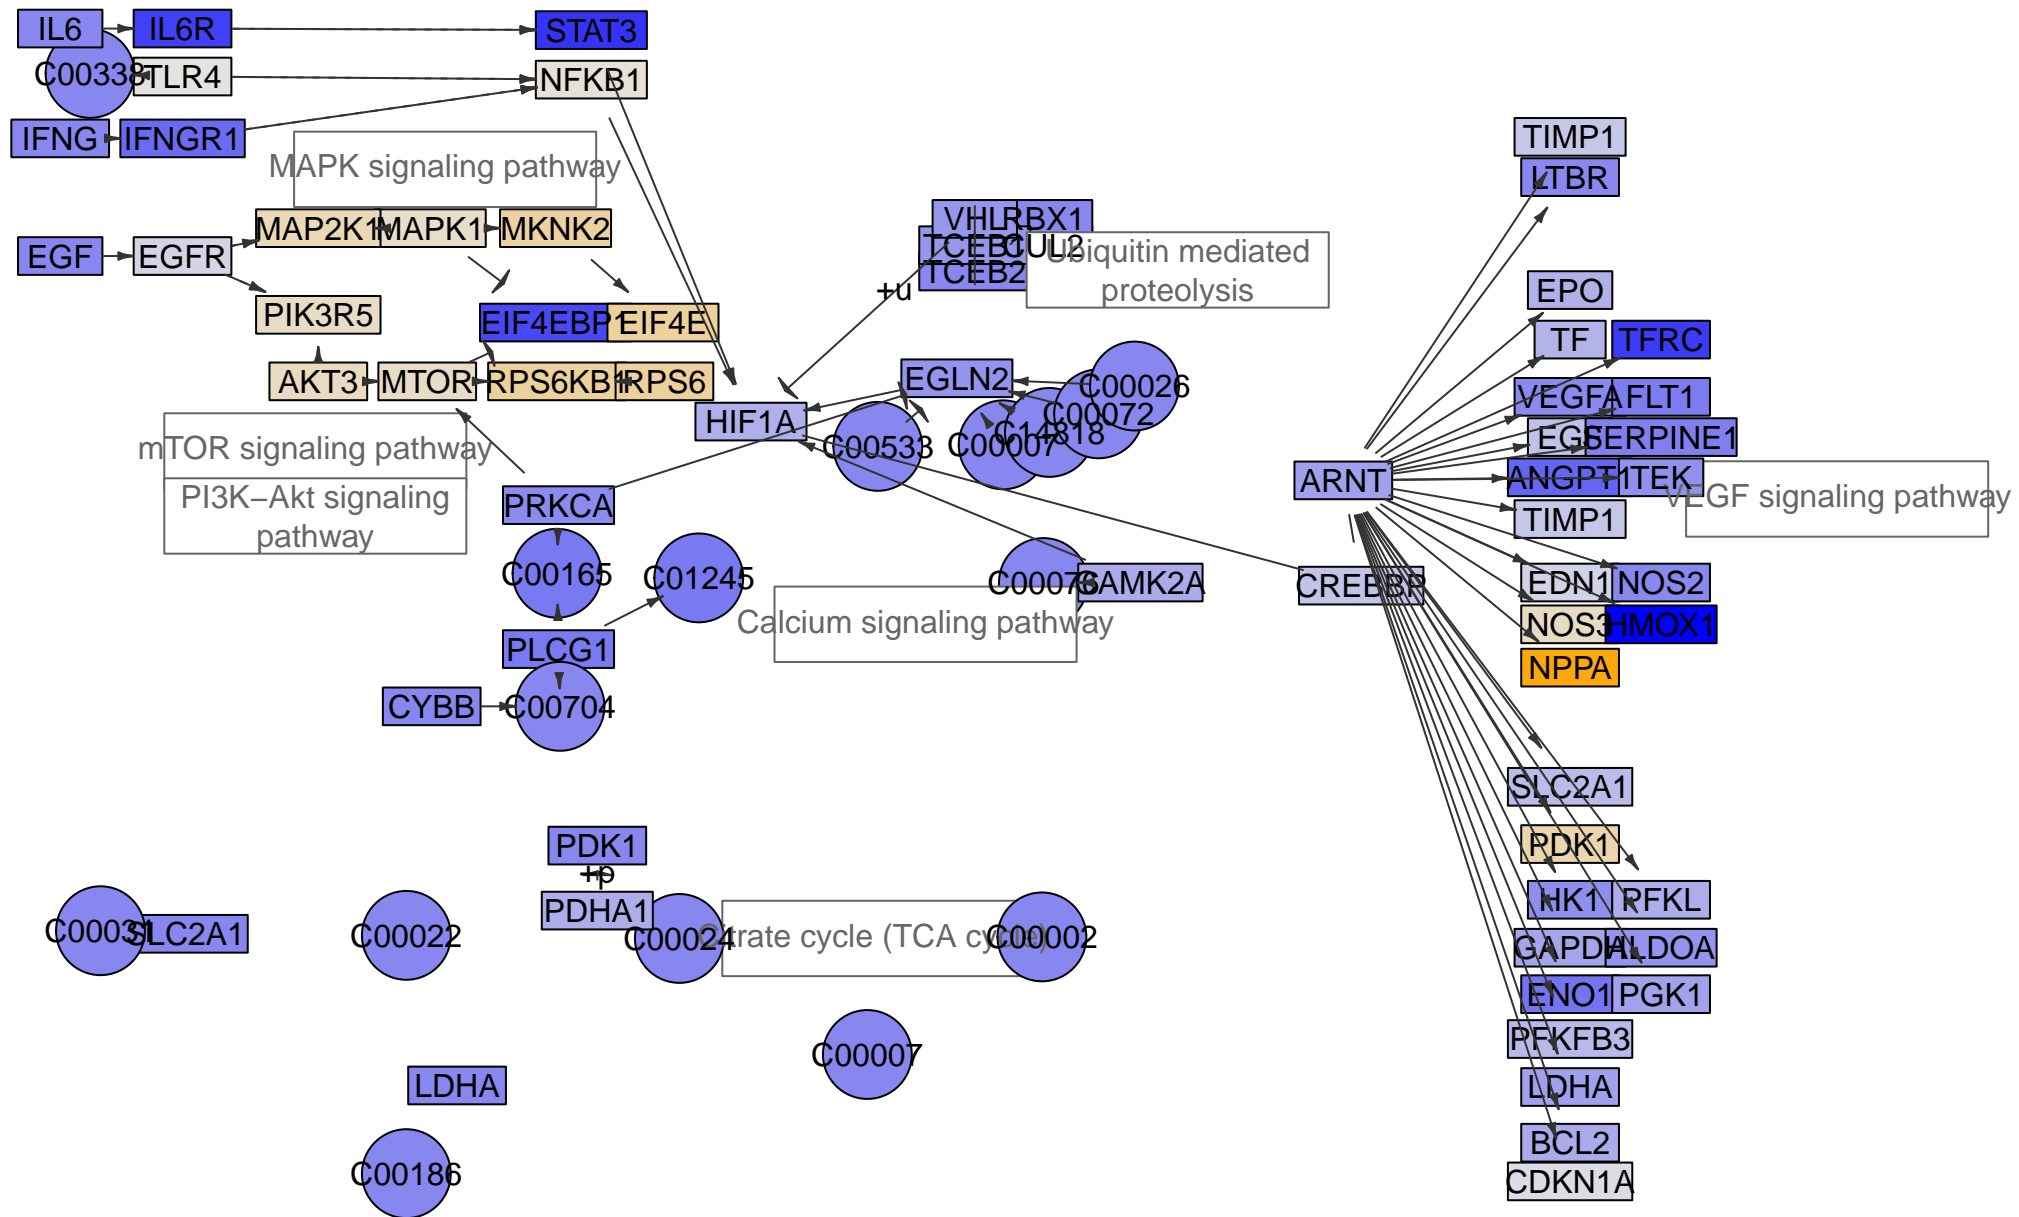 IL6
IL6R
STAT3
C00338
TLR4
NFKB1
IFNG
IFNGR1
MAPK signaling pathway
MAP2K1
MAPK1
MKNK2
EGF
EGFR
PIK3R5
EIF4EBP1
EIF4E
AKT3
MTOR
RPS6KB1
RPS6
mTOR signaling pathway
PI3K–Akt signaling
pathway
HIF1A
VHL
RBX1
TCEB1
CUL2
TCEB2
Ubiquitin mediated
proteolysis
+u
EGLN2
C00026
C00072
C14818
C00007
C00533
PRKCA
C00165
C01245
PLCG1
CYBB
C00704
C00076
CAMK2A
Calcium signaling pathway
CREBBP
ARNT
TIMP1
LTBR
EPO
TF
TFRC
VEGFA
FLT1
EGF
SERPINE1
ANGPT1
TEK
VEGF signaling pathway
TIMP1
EDN1
NOS2
NOS3
HMOX1
NPPA
SLC2A1
PDK1
HK1
PFKL
GAPDH
ALDOA
ENO1
PGK1
PFKFB3
LDHA
BCL2
CDKN1A
PDK1
+p
PDHA1
C00031
SLC2A1
C00022
C00024
Citrate cycle (TCA cycle)
C00002
C00007
LDHA
C00186